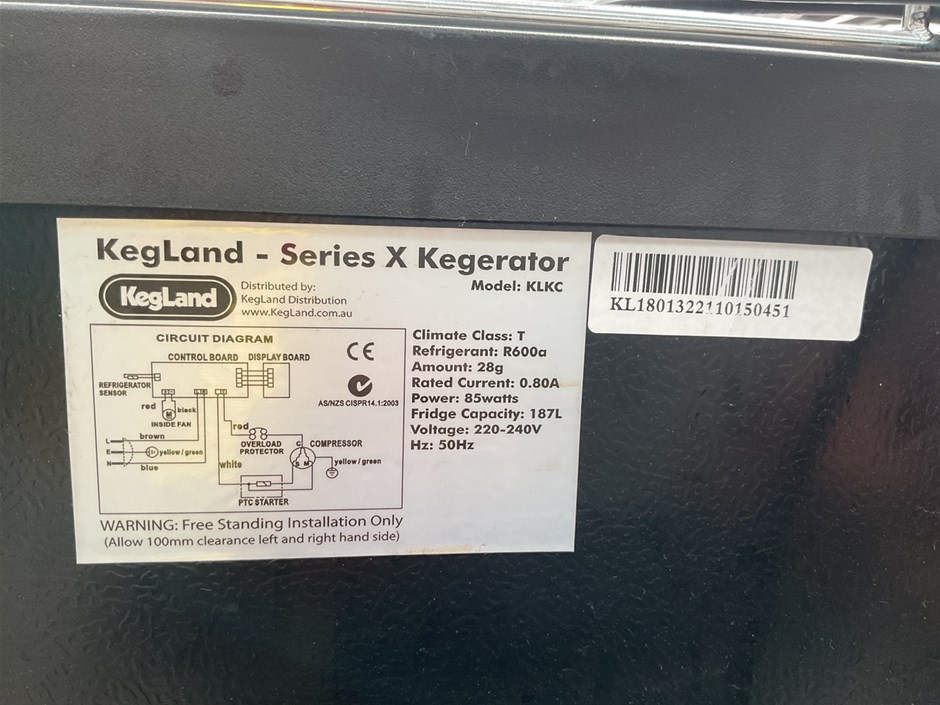 KegLand - Series X Kegerator
Model: KLKC
KegLand
Distributed by:
KegLand Distribution
www.KegLand.com.au
CIRCUIT DIAGRAM
CONTROL BOARD DISPLAY BOARD
REFRIGERATOR
SENSOR
red
black
M
INSIDE FAN
brown
L
E
yellow/green
N
blue
red
OVERLOAD
PROTECTOR
C
COMPRESSOR
S M
yellow/green
white
PTC STARTER
CE
AS/NZS CISPR14.1:2003
Climate Class: T
Refrigerant: R600a
Amount: 28g
Rated Current: 0.80A
Power: 85watts
Fridge Capacity: 187L
Voltage: 220-240V
Hz: 50Hz
WARNING: Free Standing Installation Only
(Allow 100mm clearance left and right hand side)
KL1801322110150451